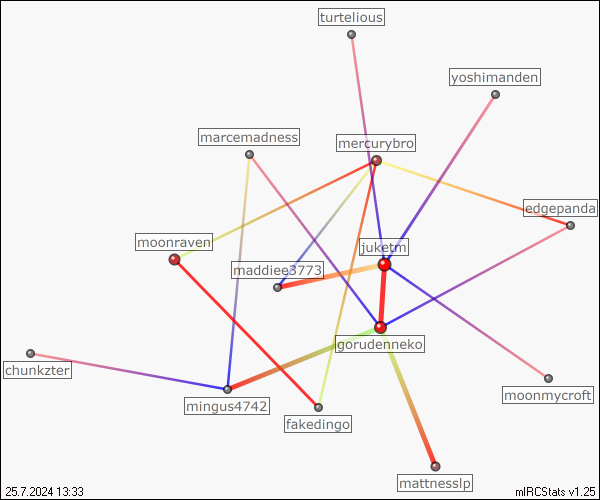 turtelious
yoshimanden
marcemadness
mercurybro
edgepanda
moonraven
juketm
maddiee3773
gorudenneko
chunkzter
moonmycroft
mingus4742
fakedingo
mattnesslp
25.7.2024 13:33
mIRCStats v1.25